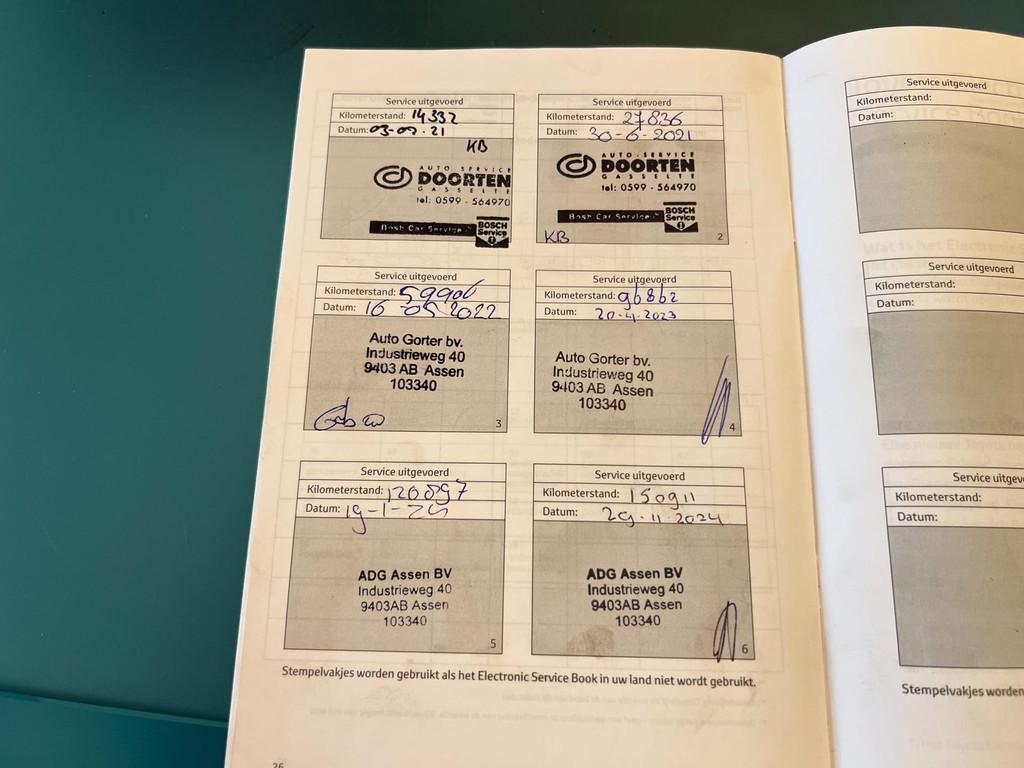 Service uitgevoerd
Kilometerstand: 14332
Datum: 03-09-21
KB
AUTO-SERVICE
DOORTEN
GASSELTE
tel: 0599 - 564970
Bosh Car Service
BOSCH
Service
Service uitgevoerd
Kilometerstand: 27836
Datum: 30-6-2021
AUTO-SERVICE
DOORTEN
GASSELTE
tel: 0599 - 564970
Bosh Car Service
BOSCH
Service
KB
2
Service uitgevoerd
Kilometerstand: 59906
Datum: 16-05-2022
Auto Gorter bv.
Industrieweg 40
9403 AB Assen
103340
3
Service uitgevoerd
Kilometerstand: 96862
Datum: 20-4-2023
Auto Gorter bv.
Industrieweg 40
9403 AB Assen
103340
4
Service uitgevoerd
Kilometerstand: 120897
Datum: 19-1-24
ADG Assen BV
Industrieweg 40
9403AB Assen
103340
5
Service uitgevoerd
Kilometerstand: 150911
Datum: 29-11-2024
ADG Assen BV
Industrieweg 40
9403AB Assen
103340
6
Stempelvakjes worden gebruikt als het Electronic Service Book in uw land niet wordt gebruikt.
26
Service uitgevoerd
Kilometerstand:
Datum:
Service uitgevoerd
Kilometerstand:
Datum:
Service uitgev
Kilometerstand:
Datum:
Stempelvakjes worden